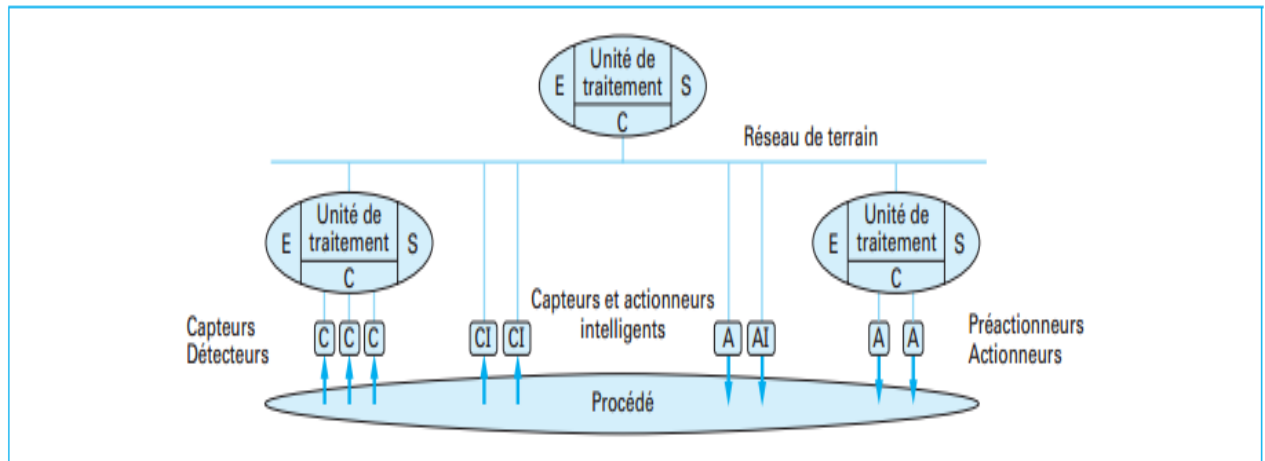 Unité de
traitement
E
S
C
Réseau de terrain
Unité de
traitement
E
S
C
Unité de
traitement
E
S
C
Capteurs
Détecteurs
C C C
CI CI
Capteurs et actionneurs
intelligents
A AI
A A
Préactionneurs
Actionneurs
Procédé